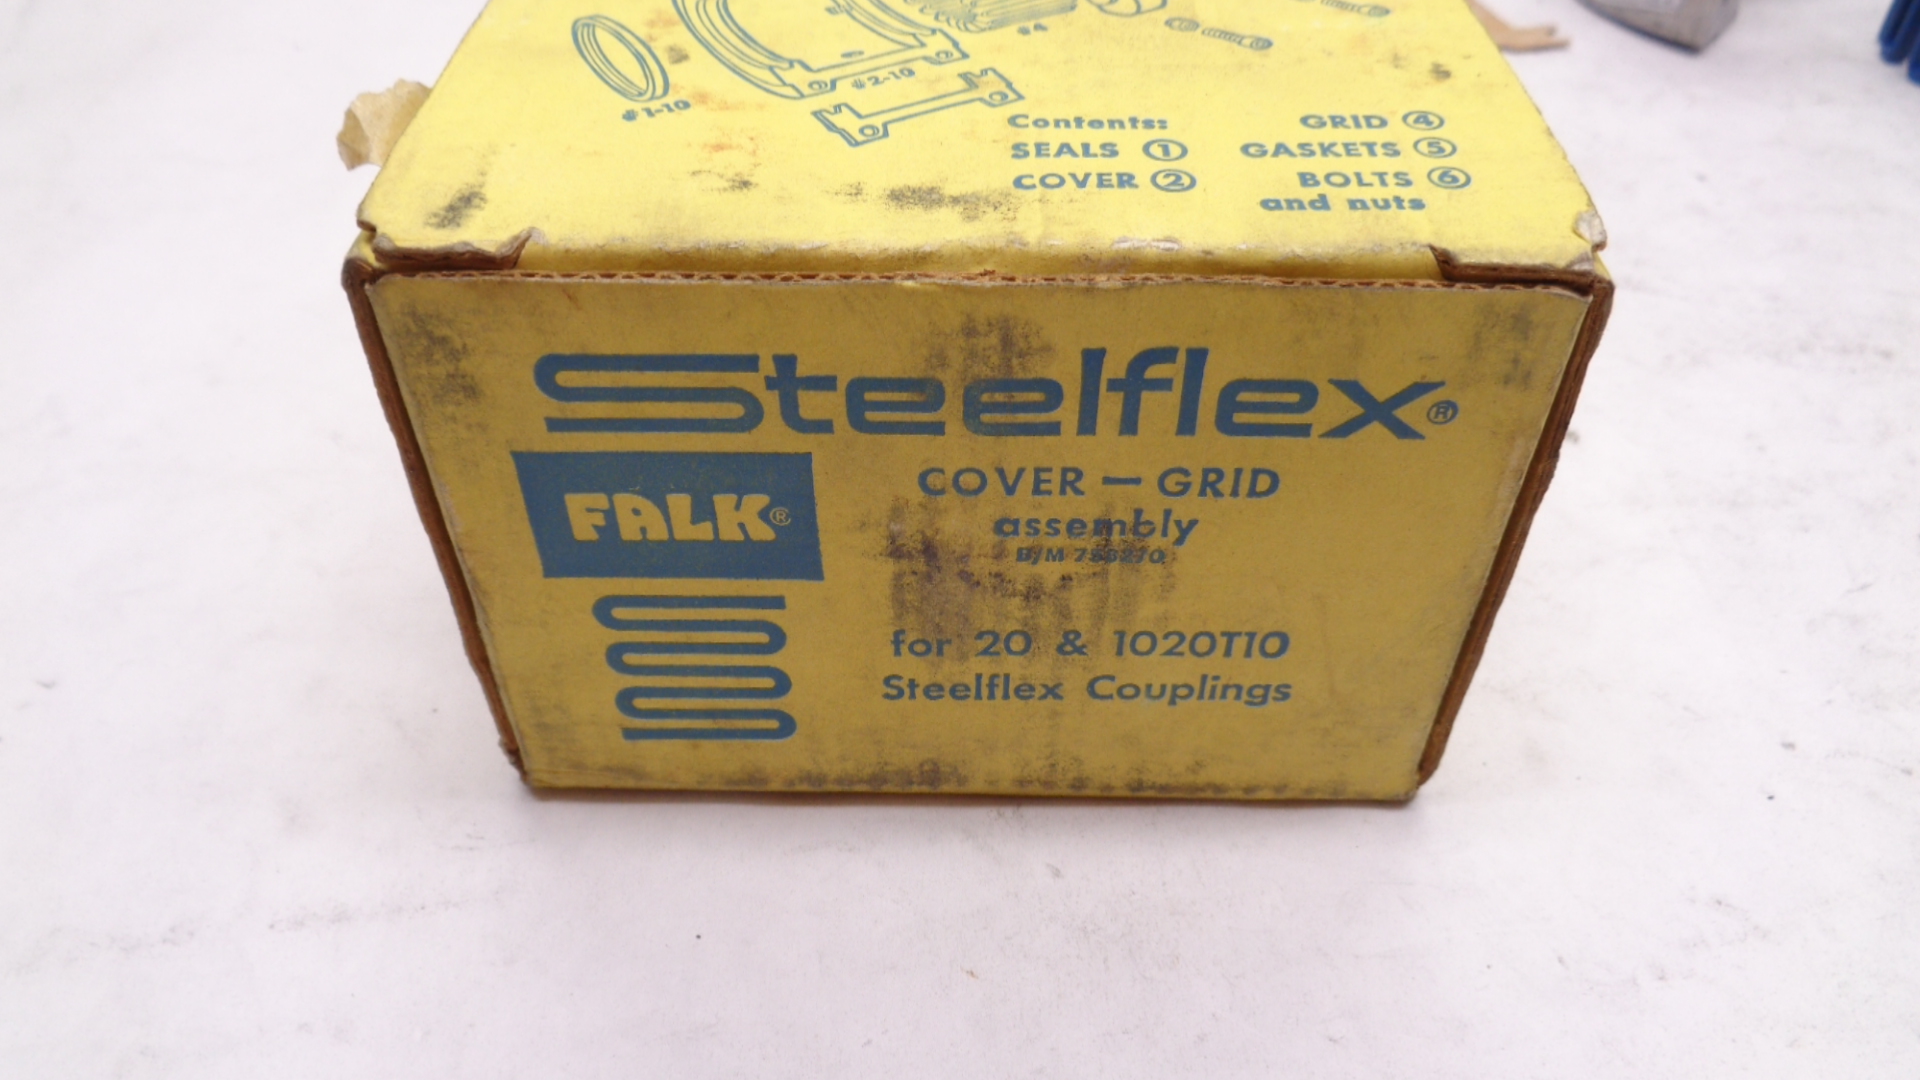 #4
#2-10
#1-10
Contents:
SEALS ①
COVER ②
GRID ④
GASKETS ⑤
BOLTS ⑥
and nuts
Steelflex®
FALK®
COVER — GRID
assembly
B/M
for 20 & 1020T10
Steelflex Couplings